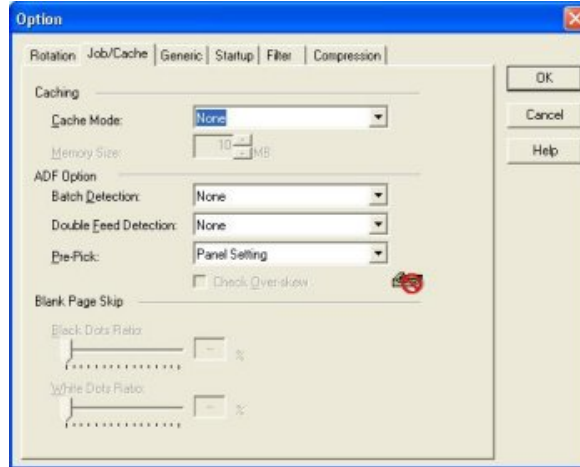 Option
Rotation Job/Cache Generic Startup Filter Compression
OK
Caching
Cache Mode: None
Cancel
Memory Size: 10 MB
Help
ADF Option
Batch Detection: None
Double Feed Detection: None
Pre-Pick: Panel Setting
Check Over-skew
Blank Page Skip
Black Dots Ratio:
- %
White Dots Ratio:
- %